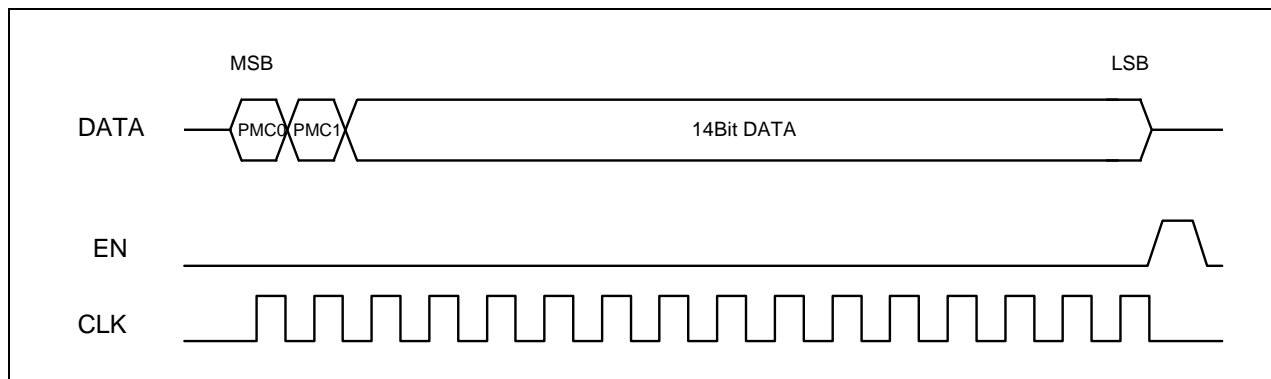 MSB LSB
DATA PMC0 PMC1 14Bit DATA
EN
CLK